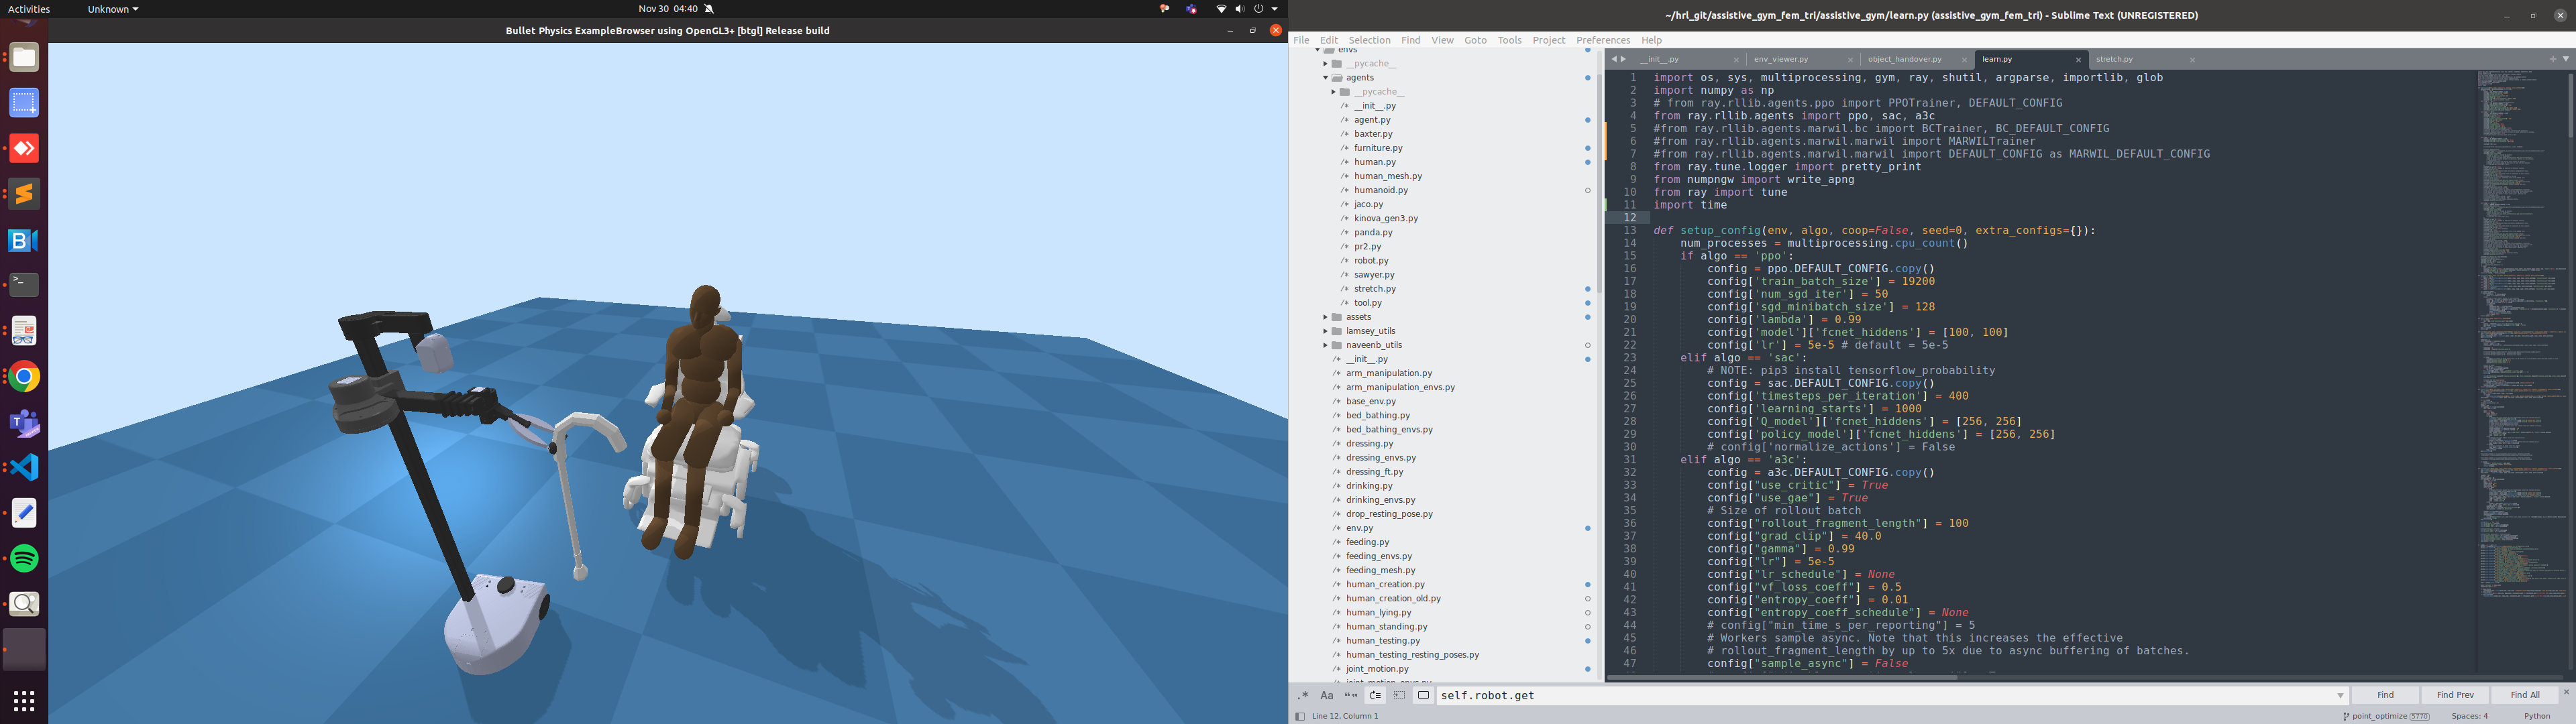 Activities
Unknown
Nov 30 04:40
Bullet Physics ExampleBrowser using OpenGL3+ [btgl] Release build
~/hrl_git/assistive_gym_fem_tri/assistive_gym/learn.py (assistive_gym_fem_tri) - Sublime Text (UNREGISTERED)
File Edit Selection Find View Goto Tools Project Preferences Help
envs
__pycache__
agents
__pycache__
/* __init__.py
/* agent.py
/* baxter.py
/* furniture.py
/* human.py
/* human_mesh.py
/* humanoid.py
/* jaco.py
/* kinova_gen3.py
/* panda.py
/* pr2.py
/* robot.py
/* sawyer.py
/* stretch.py
/* tool.py
assets
lamsey_utils
naveenb_utils
/* __init__.py
/* arm_manipulation.py
/* arm_manipulation_envs.py
/* base_env.py
/* bed_bathing.py
/* bed_bathing_envs.py
/* dressing.py
/* dressing_envs.py
/* dressing_ft.py
/* drinking.py
/* drinking_envs.py
/* drop_resting_pose.py
/* env.py
/* feeding.py
/* feeding_envs.py
/* feeding_mesh.py
/* human_creation.py
/* human_creation_old.py
/* human_lying.py
/* human_standing.py
/* human_testing.py
/* human_testing_resting_poses.py
/* joint_motion.py
__init__.py env_viewer.py object_handover.py learn.py stretch.py
1 import os, sys, multiprocessing, gym, ray, shutil, argparse, importlib, glob
2 import numpy as np
3 # from ray.rllib.agents.ppo import PPOTrainer, DEFAULT_CONFIG
4 from ray.rllib.agents import ppo, sac, a3c
5 #from ray.rllib.agents.marwil.bc import BCTrainer, BC_DEFAULT_CONFIG
6 #from ray.rllib.agents.marwil.marwil import MARWILTrainer
7 #from ray.rllib.agents.marwil.marwil import DEFAULT_CONFIG as MARWIL_DEFAULT_CONFIG
8 from ray.tune.logger import pretty_print
9 from numpngw import write_apng
10 from ray import tune
11 import time
12
13 def setup_config(env, algo, coop=False, seed=0, extra_configs={}):
14 num_processes = multiprocessing.cpu_count()
15 if algo == 'ppo':
16 config = ppo.DEFAULT_CONFIG.copy()
17 config['train_batch_size'] = 19200
18 config['num_sgd_iter'] = 50
19 config['sgd_minibatch_size'] = 128
20 config['lambda'] = 0.99
21 config['model']['fcnet_hiddens'] = [100, 100]
22 config['lr'] = 5e-5 # default = 5e-5
23 elif algo == 'sac':
24 # NOTE: pip3 install tensorflow_probability
25 config = sac.DEFAULT_CONFIG.copy()
26 config['timesteps_per_iteration'] = 400
27 config['learning_starts'] = 1000
28 config['Q_model']['fcnet_hiddens'] = [256, 256]
29 config['policy_model']['fcnet_hiddens'] = [256, 256]
30 # config['normalize_actions'] = False
31 elif algo == 'a3c':
32 config = a3c.DEFAULT_CONFIG.copy()
33 config["use_critic"] = True
34 config["use_gae"] = True
35 # Size of rollout batch
36 config["rollout_fragment_length"] = 100
37 config["grad_clip"] = 40.0
38 config["gamma"] = 0.99
39 config["lr"] = 5e-5
40 config["lr_schedule"] = None
41 config["vf_loss_coeff"] = 0.5
42 config["entropy_coeff"] = 0.01
43 config["entropy_coeff_schedule"] = None
44 # config["min_time_s_per_reporting"] = 5
45 # Workers sample async. Note that this increases the effective
46 # rollout_fragment_length by up to 5x due to async buffering of batches.
47 config["sample_async"] = False
.* Aa “” self.robot.get Find Find Prev Find All
Line 12, Column 1 point_optimize 5770 Spaces: 4 Python